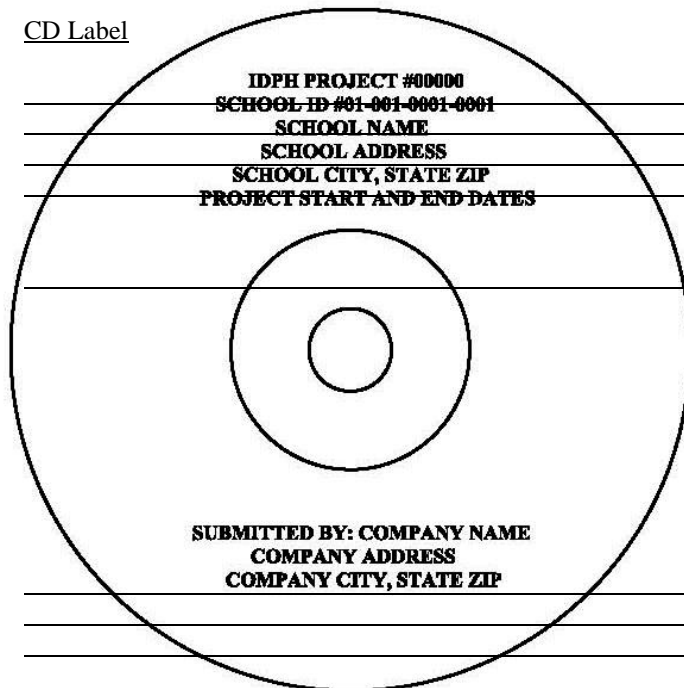 CD Label
IDPH PROJECT #00000
SCHOOL ID #01-001-0001-0001
SCHOOL NAME
SCHOOL ADDRESS
SCHOOL CITY, STATE ZIP
PROJECT START AND END DATES
SUBMITTED BY: COMPANY NAME
COMPANY ADDRESS
COMPANY CITY, STATE ZIP